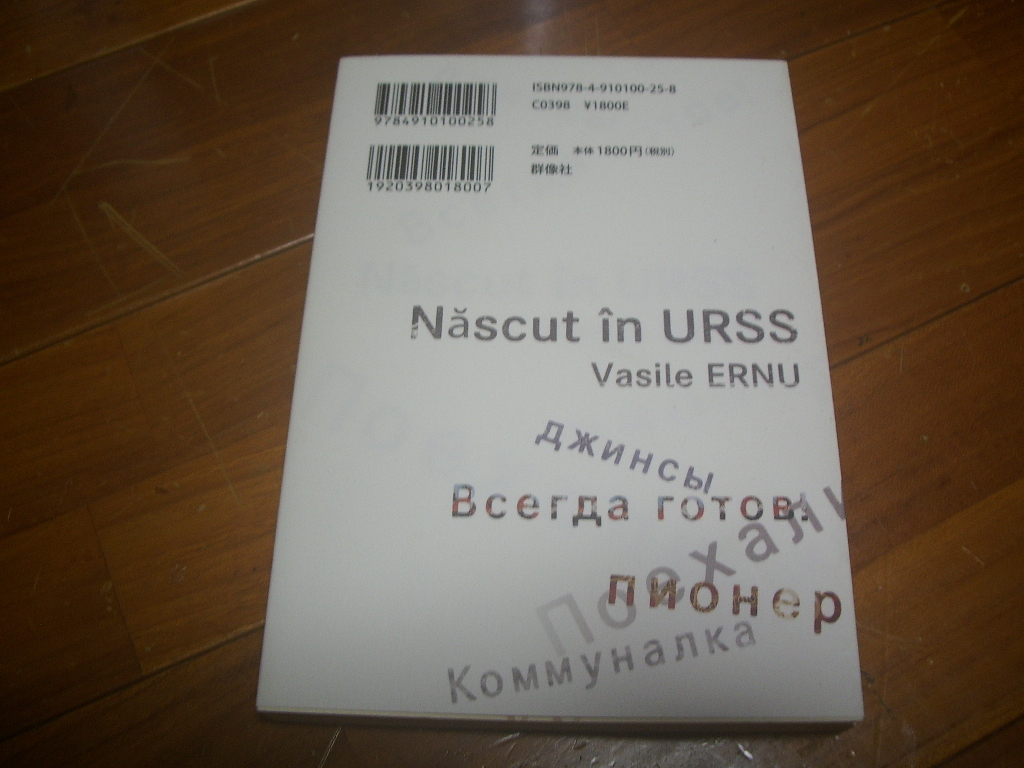 ISBN978-4-910100-25-8
C0398 ¥1800E
9784910100258
定価 本体1800円(税別)
群像社
1920398018007
Născut în URSS
Vasile ERNU
джинсы
Всегда готов!
Поехали
пионер
Коммуналка